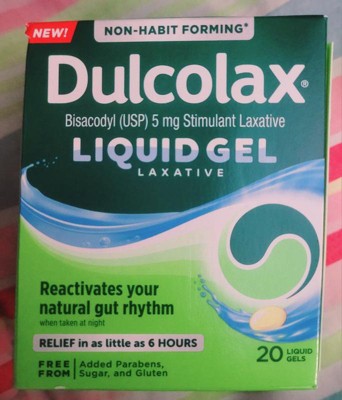 NEW!
NON-HABIT FORMING*
Dulcolax®
Bisacodyl (USP) 5 mg Stimulant Laxative
LIQUID GEL
LAXATIVE
Reactivates your
natural gut rhythm
when taken at night
RELIEF in as little as 6 HOURS
FREE FROM
Added Parabens,
Sugar, and Gluten
20 LIQUID GELS